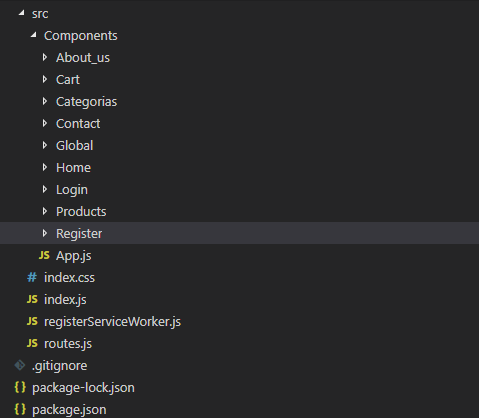 src
Components
About_us
Cart
Categorias
Contact
Global
Home
Login
Products
Register
JS App.js
# index.css
JS index.js
JS registerServiceWorker.js
JS routes.js
.gitignore
{} package-lock.json
{} package.json